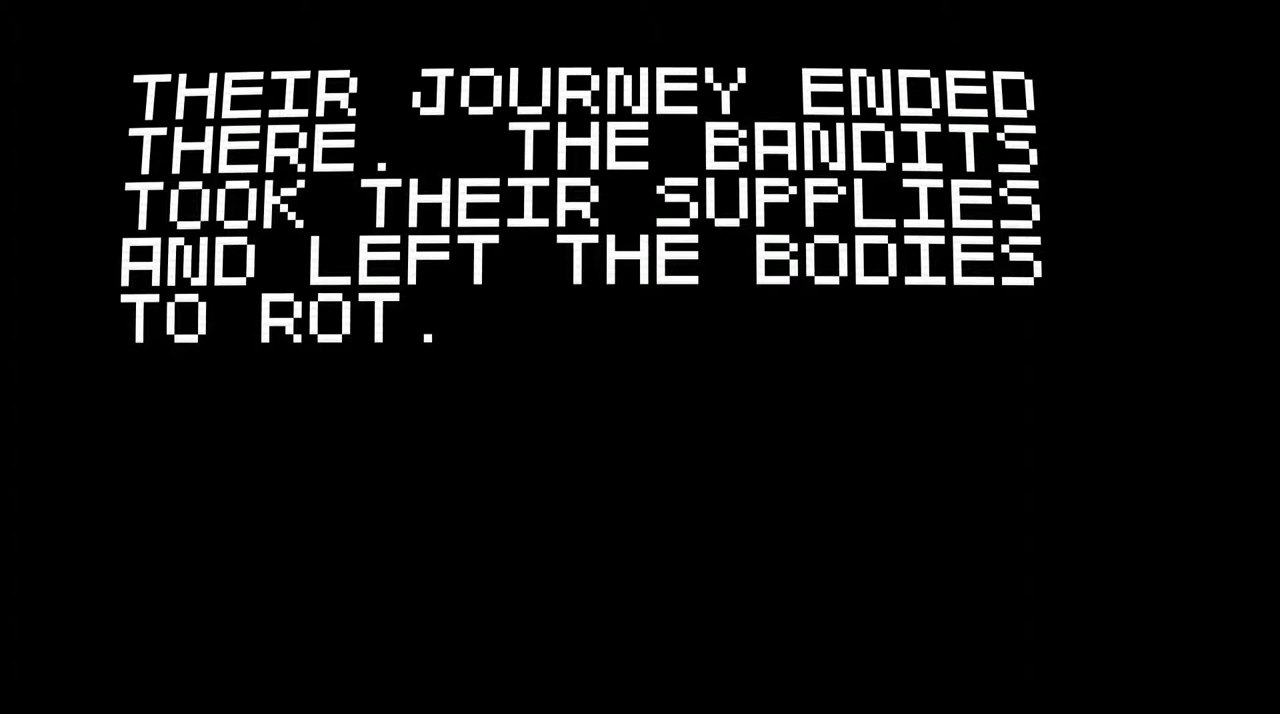 THEIR JOURNEY ENDED
THERE.  THE BANDITS
TOOK THEIR SUPPLIES
AND LEFT THE BODIES
TO ROT.